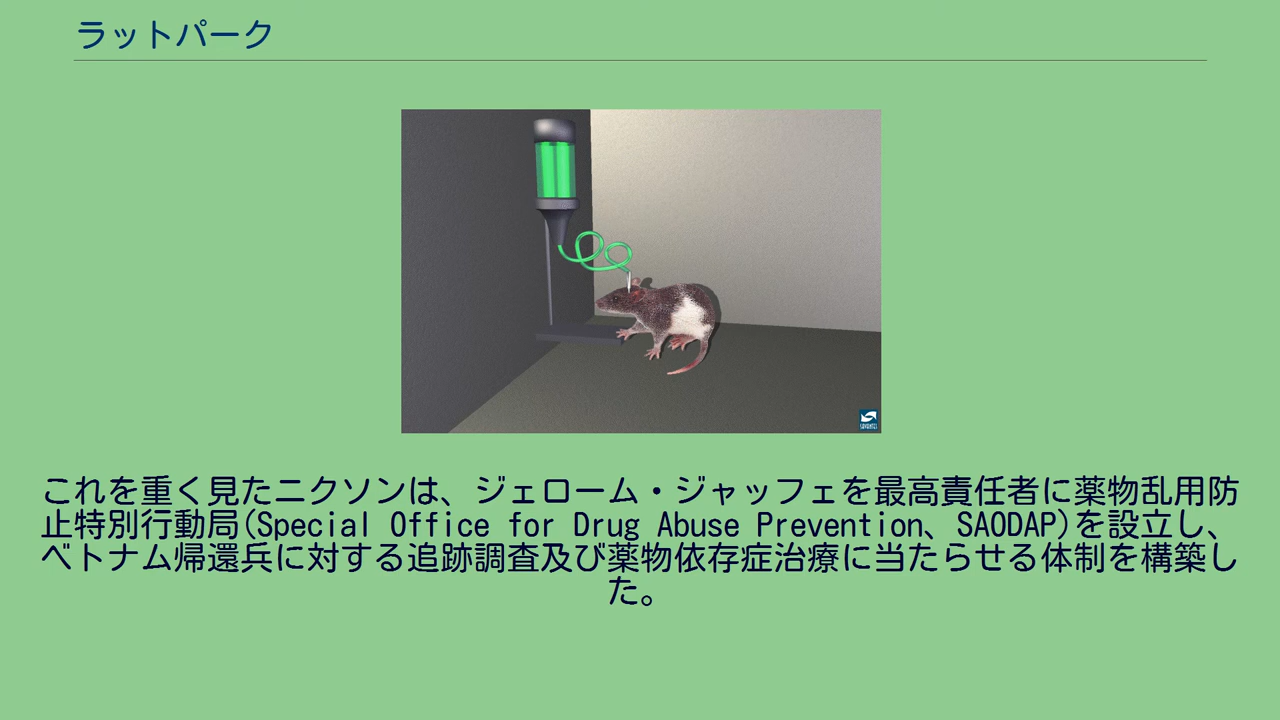 ラットパーク
これを重く見たニクソンは、ジェローム・ジャッフェを最高責任者に薬物乱用防
止特別行動局(Special Office for Drug Abuse Prevention、SAODAP)を設立し、
ベトナム帰還兵に対する追跡調査及び薬物依存症治療に当たらせる体制を構築し
た。